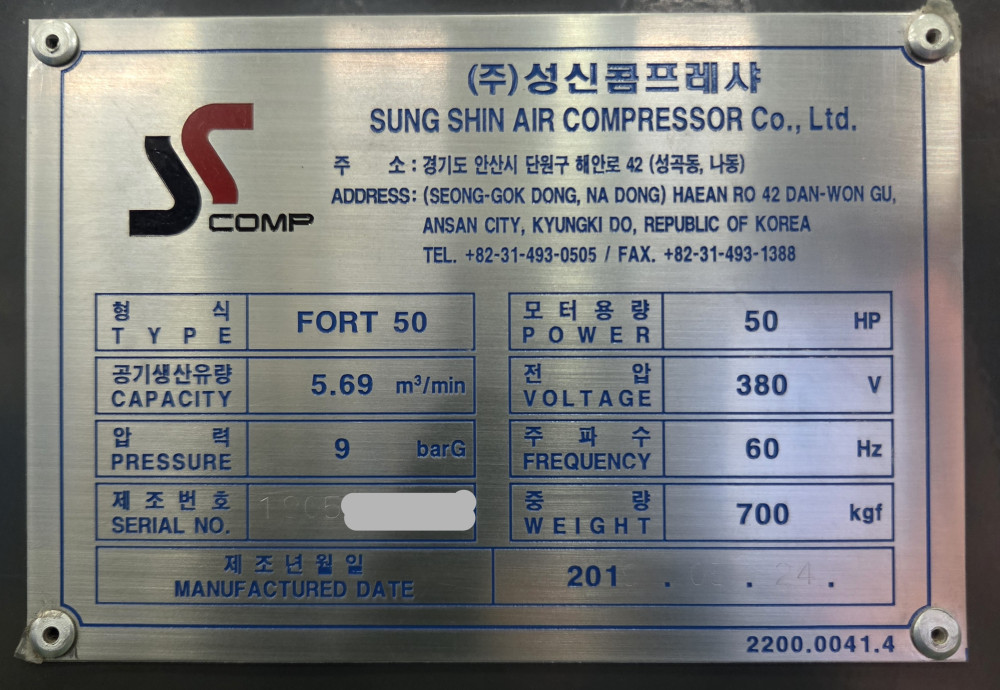 (주)성신콤프레샤
SUNG SHIN AIR COMPRESSOR Co., Ltd.
COMP
주 소 : 경기도 안산시 단원구 해안로 42 (성곡동, 나동)
ADDRESS: (SEONG-GOK DONG, NA DONG) HAEAN RO 42 DAN-WON GU,
ANSAN CITY, KYUNGKI DO, REPUBLIC OF KOREA
TEL. +82-31-493-0505 / FAX. +82-31-493-1388
형 식
TYPE
FORT 50
모터용량
POWER
50 HP
공기생산유량
CAPACITY
5.69 m³/min
전 압
VOLTAGE
380 V
압 력
PRESSURE
9 barG
주 파 수
FREQUENCY
60 Hz
제조번호
SERIAL NO.
중 량
WEIGHT
700 kgf
제조년월일
MANUFACTURED DATE
201 . . 24 .
2200.0041.4